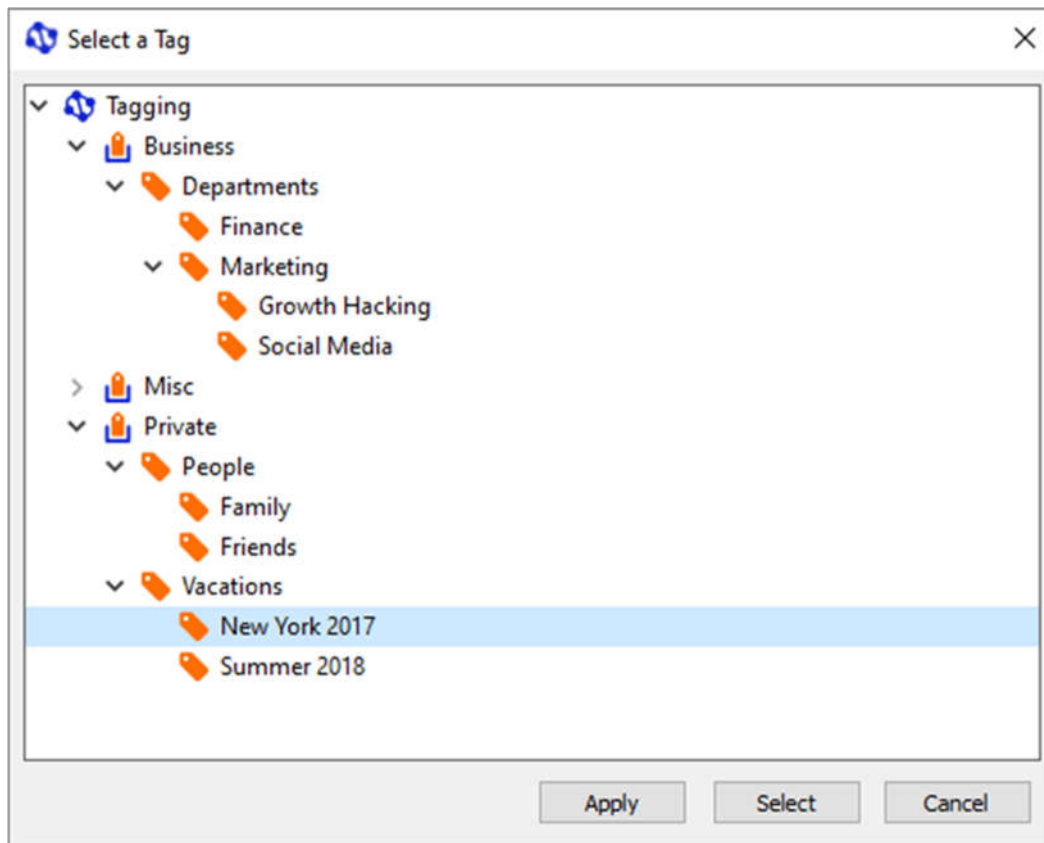 Select a Tag
Tagging
Business
Departments
Finance
Marketing
Growth Hacking
Social Media
Misc
Private
People
Family
Friends
Vacations
New York 2017
Summer 2018
Apply Select Cancel